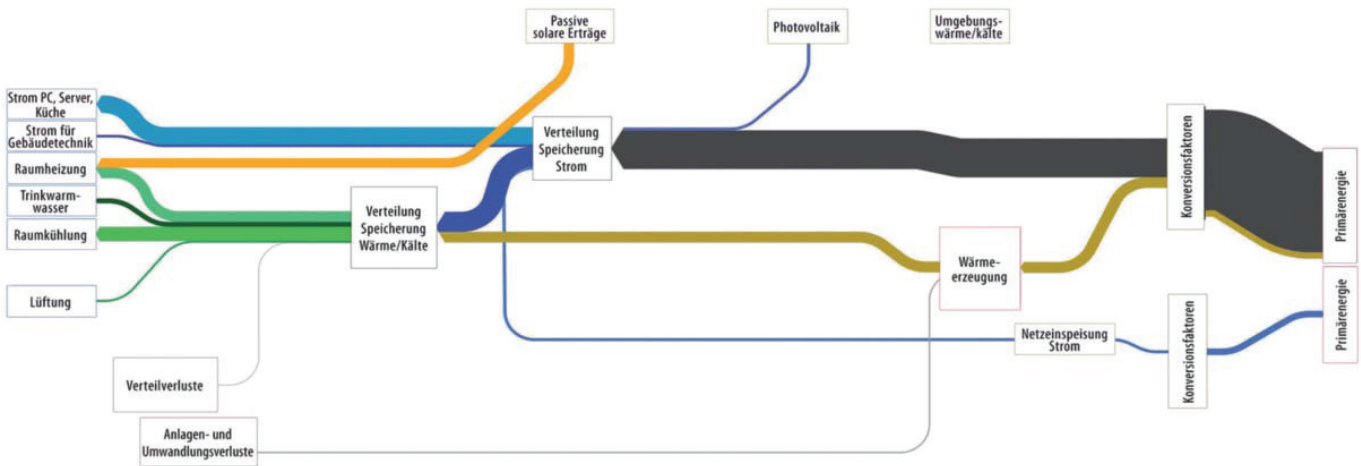 Passive
solare Erträge
Photovoltaik
Umgebungs-
wärme/kälte
Strom PC, Server,
Küche
Strom für
Gebäudetechnik
Raumheizung
Trinkwarm-
wasser
Raumkühlung
Lüftung
Verteilung
Speicherung
Wärme/Kälte
Verteilung
Speicherung
Strom
Wärme-
erzeugung
Konversionsfaktoren
Primärenergie
Netzeinspeisung
Strom
Konversionsfaktoren
Primärenergie
Verteilverluste
Anlagen- und
Umwandlungsverluste